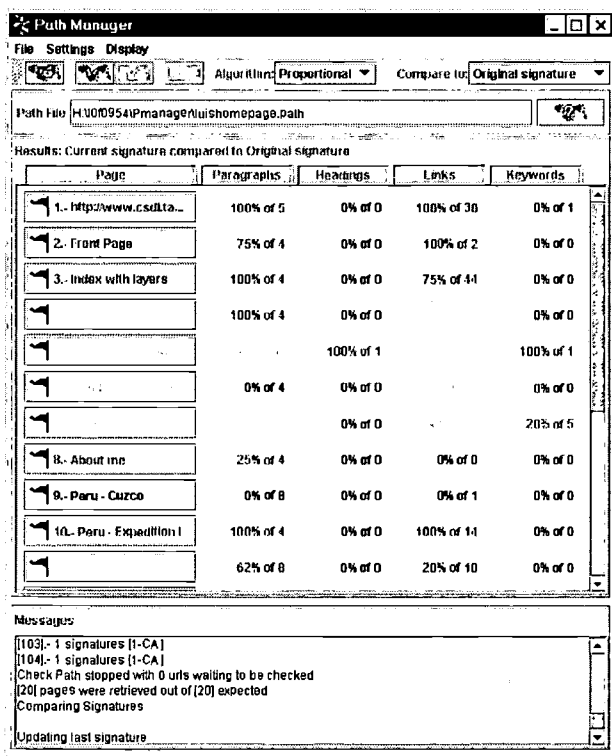 Path Manager
File Settings Display
Algorithm: Proportional Compare to: Original signature
Path File H:\0f0954\Pmanager\luishomepage.path
Results: Current signature compared to Original signature
Page Paragraphs Headings Links Keywords
1.- http://www.csdl.ta... 100% of 5 0% of 0 100% of 30 0% of 1
2.- Front Page 75% of 4 0% of 0 100% of 2 0% of 0
3.- Index with layers 100% of 4 0% of 0 75% of 44 0% of 0
100% of 4 0% of 0 0% of 0
100% of 1 100% of 1
0% of 4 0% of 0 0% of 0
0% of 0 20% of 5
8.- About me 25% of 4 0% of 0 0% of 0 0% of 0
9.- Peru - Cuzco 0% of 8 0% of 0 0% of 1 0% of 0
10.- Peru - Expedition I 100% of 4 0% of 0 100% of 14 0% of 0
62% of 8 0% of 0 20% of 10 0% of 0
Messages
[103].- 1 signatures [1-CA]
[104].- 1 signatures [1-CA]
Check Path stopped with 0 urls waiting to be checked
[20] pages were retrieved out of [20] expected
Comparing Signatures
Updating last signature